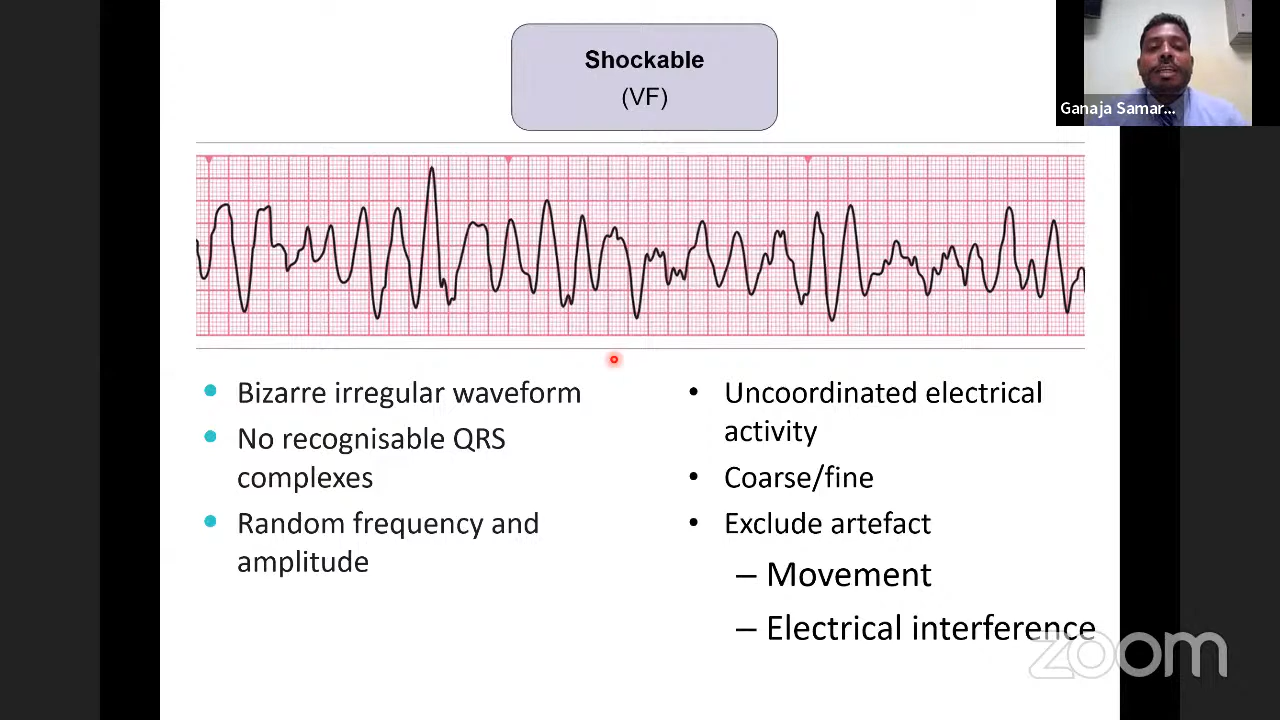 Shockable
(VF)
Ganaja Samar...
• Bizarre irregular waveform
• No recognisable QRS
complexes
• Random frequency and
amplitude
• Uncoordinated electrical
activity
• Coarse/fine
• Exclude artefact
– Movement
– Electrical interference
zoom